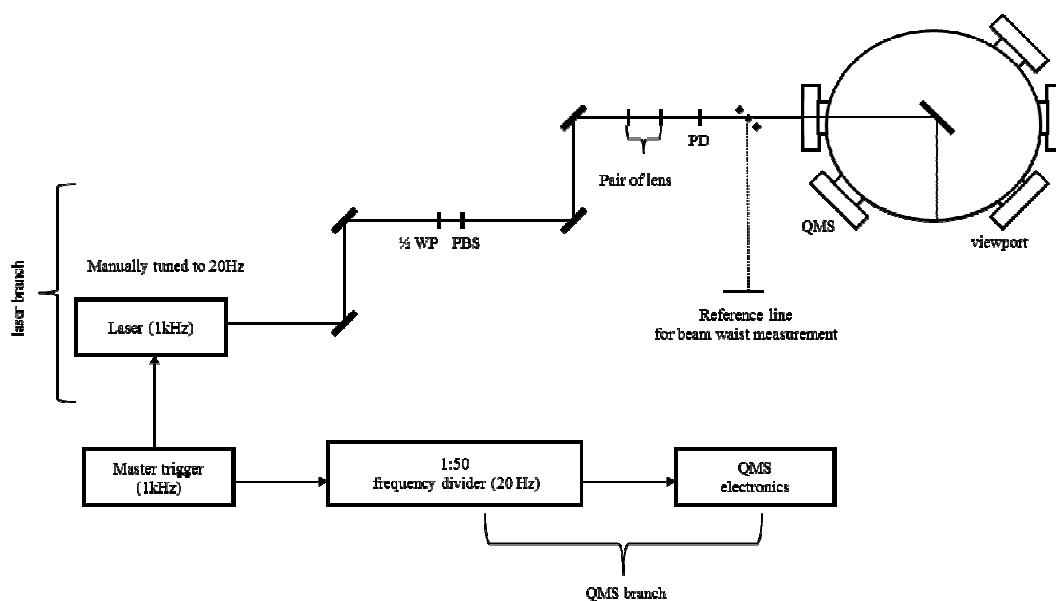 PD
Pair of lens
QMS
viewport
½ WP
PBS
Manually tuned to 20Hz
laser branch
Laser (1kHz)
Reference line
for beam waist measurement
Master trigger
(1kHz)
1:50
frequency divider (20 Hz)
QMS
electronics
QMS branch